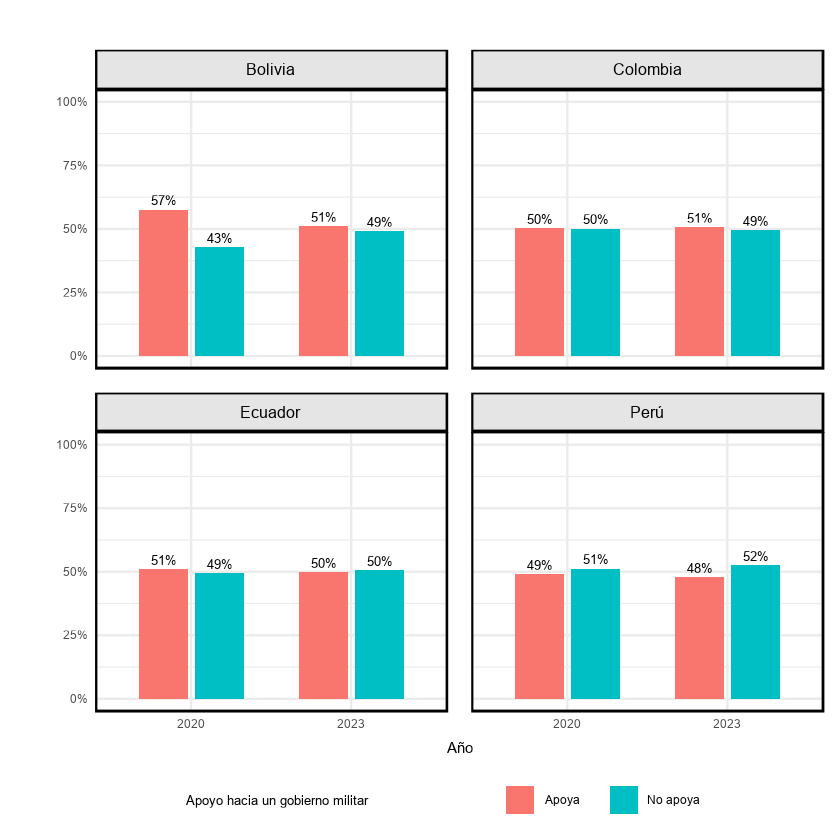 Bolivia Colombia
100%
75%
57% 43% 51% 49% 50% 50% 51% 49%
50%
25%
0%
Ecuador Perú
100%
75%
51% 49% 50% 50% 49% 51% 48% 52%
50%
25%
0%
2020 2023 2020 2023
Año
Apoyo hacia un gobierno militar Apoya No apoya